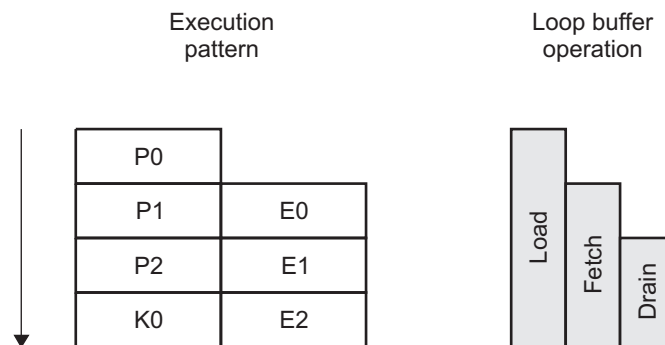 Execution
pattern
Loop buffer
operation
P0
P1 E0
P2 E1
K0 E2
Load
Fetch
Drain